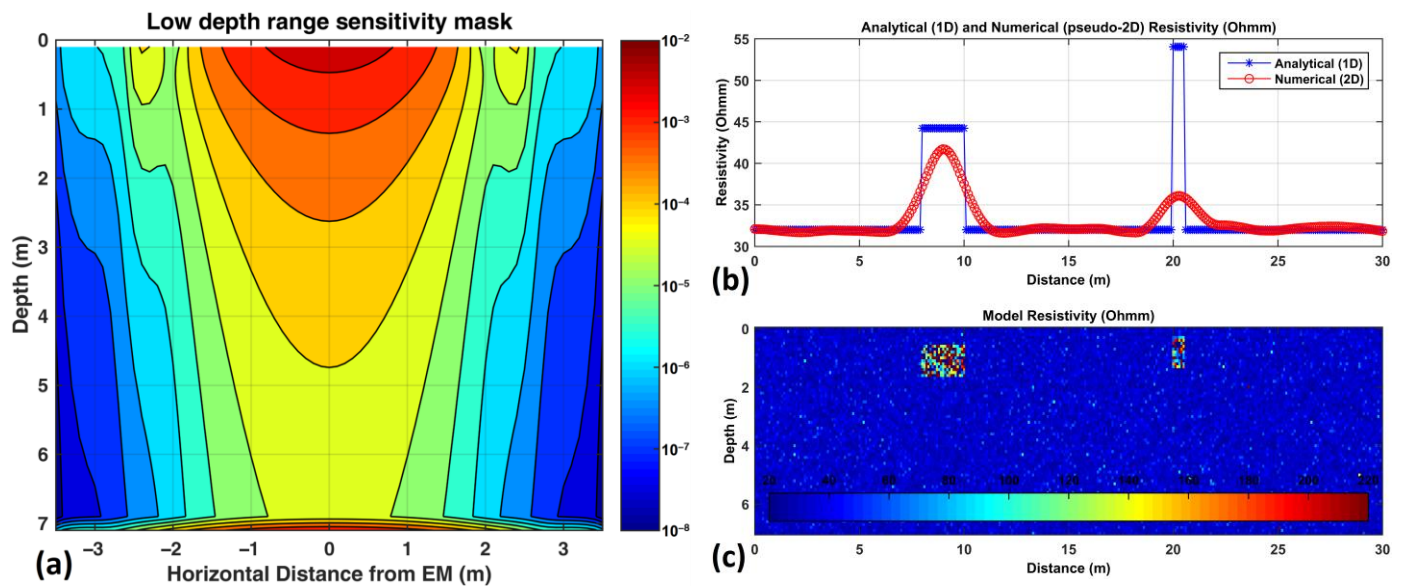 Low depth range sensitivity mask
0
1
2
3
4
5
6
7
Depth (m)
−3 −2 −1 0 1 2 3
Horizontal Distance from EM (m)
10⁻²
10⁻³
10⁻⁴
10⁻⁵
10⁻⁶
10⁻⁷
10⁻⁸
(a)
Analytical (1D) and Numerical (pseudo-2D) Resistivity (Ohmm)
55
50
45
40
35
30
Resistivity (Ohmm)
Analytical (1D)
Numerical (2D)
0 5 10 15 20 25 30
Distance (m)
(b)
Model Resistivity (Ohmm)
0
2
4
6
Depth (m)
20 40 60 80 100 120 140 160 180 200 220
0 5 10 15 20 25 30
Distance (m)
(c)